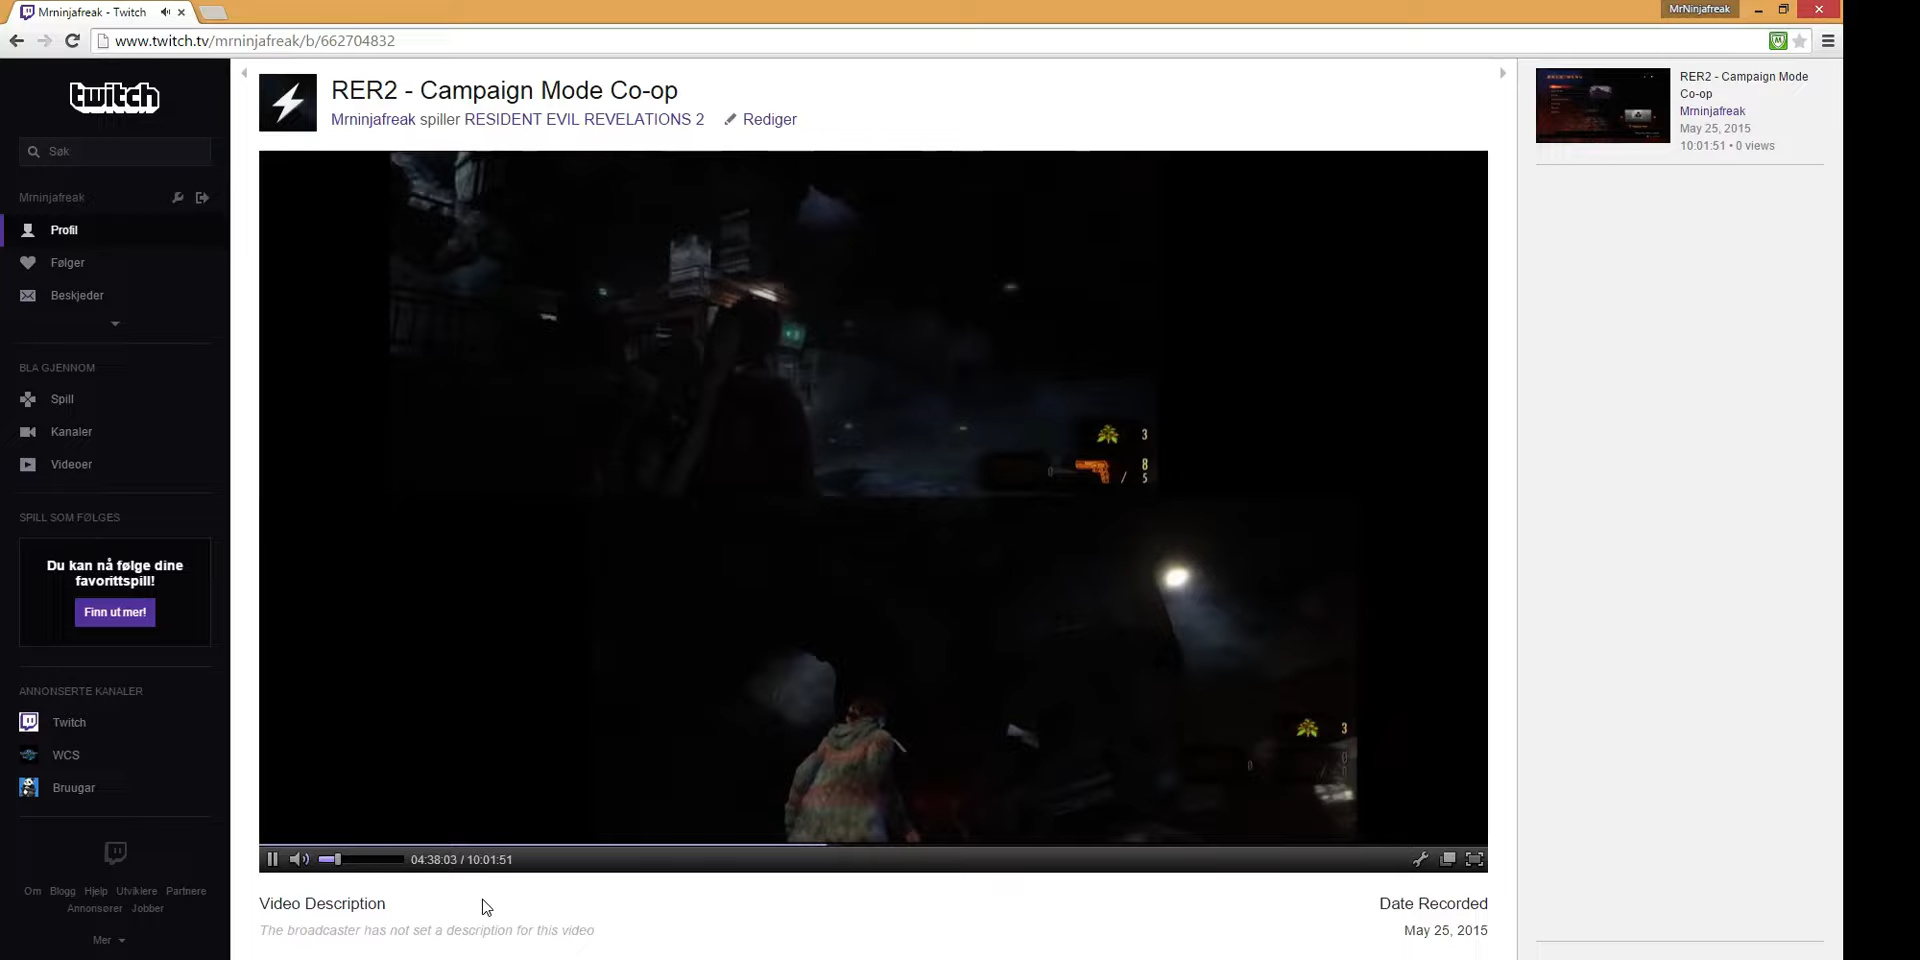 Mrninjafreak - Twitch
MrNinjafreak
www.twitch.tv/mrninjafreak/b/662704832
twitch
Søk
Mrninjafreak
Profil
Følger
Beskjeder
BLA GJENNOM
Spill
Kanaler
Videoer
SPILL SOM FØLGES
Du kan nå følge dine
favorittspill!
Finn ut mer!
ANNONSERTE KANALER
Twitch
WCS
Bruugar
Om Blogg Hjelp Utviklere Partnere
Annonsører Jobber
Mer
RER2 - Campaign Mode Co-op
Mrninjafreak spiller RESIDENT EVIL REVELATIONS 2 Rediger
3
8
0 / 5
3
0
0 /
04:38:03 / 10:01:51
Video Description
The broadcaster has not set a description for this video
Date Recorded
May 25, 2015
RER2 - Campaign Mode
Co-op
Mrninjafreak
May 25, 2015
10:01:51 • 0 views